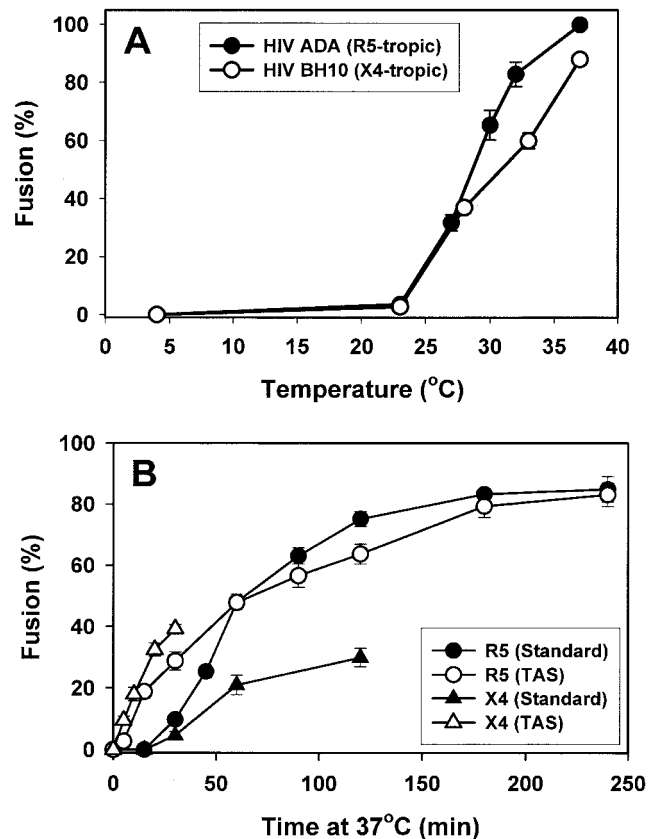 A
HIV ADA (R5-tropic)
HIV BH10 (X4-tropic)
Fusion (%)
100
80
60
40
20
0
0 5 10 15 20 25 30 35 40
Temperature (°C)
B
Fusion (%)
100
80
60
40
20
0
R5 (Standard)
R5 (TAS)
X4 (Standard)
X4 (TAS)
0 50 100 150 200 250
Time at 37°C (min)